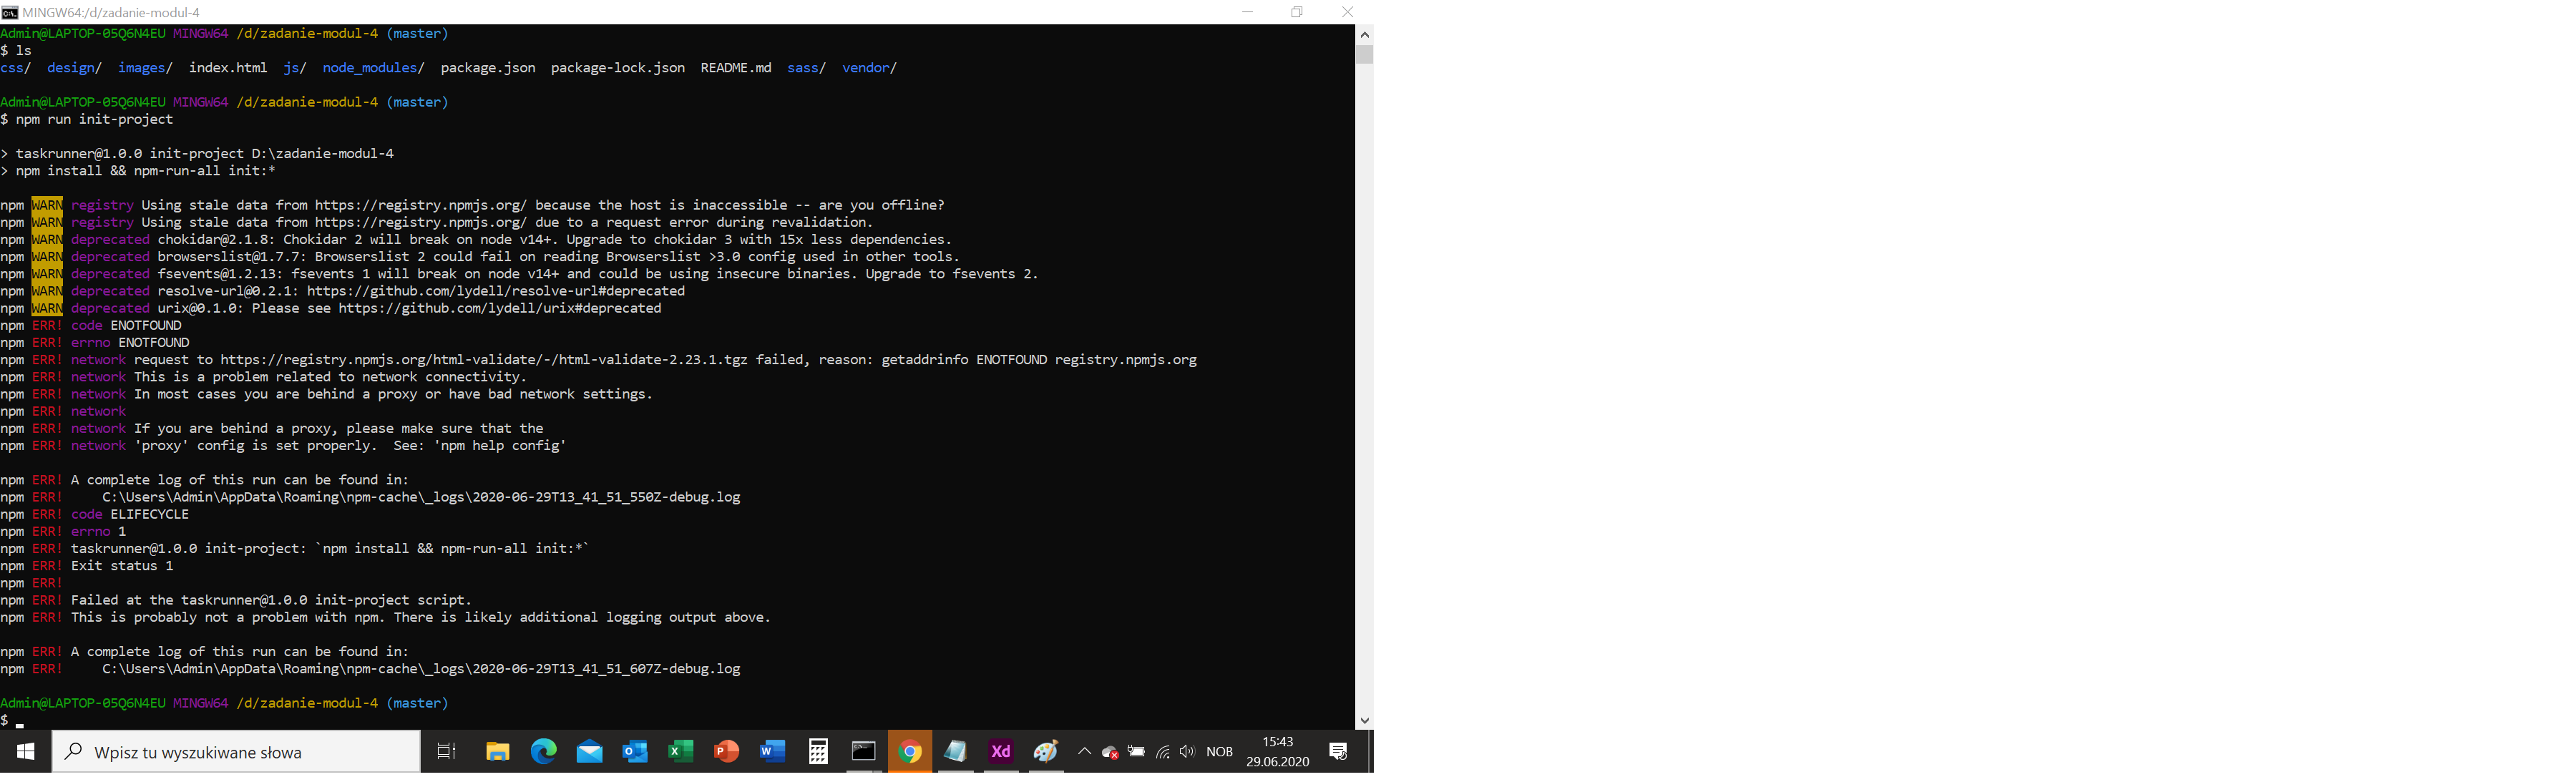 MINGW64:/d/zadanie-modul-4
Admin@LAPTOP-05Q6N4EU MINGW64 /d/zadanie-modul-4 (master)
$ ls
css/  design/  images/  index.html  js/  node_modules/  package.json  package-lock.json  README.md  sass/  vendor/
Admin@LAPTOP-05Q6N4EU MINGW64 /d/zadanie-modul-4 (master)
$ npm run init-project
> taskrunner@1.0.0 init-project D:\zadanie-modul-4
> npm install && npm-run-all init:*
npm WARN registry Using stale data from https://registry.npmjs.org/ because the host is inaccessible -- are you offline?
npm WARN registry Using stale data from https://registry.npmjs.org/ due to a request error during revalidation.
npm WARN deprecated chokidar@2.1.8: Chokidar 2 will break on node v14+. Upgrade to chokidar 3 with 15x less dependencies.
npm WARN deprecated browserslist@1.7.7: Browserslist 2 could fail on reading Browserslist >3.0 config used in other tools.
npm WARN deprecated fsevents@1.2.13: fsevents 1 will break on node v14+ and could be using insecure binaries. Upgrade to fsevents 2.
npm WARN deprecated resolve-url@0.2.1: https://github.com/lydell/resolve-url#deprecated
npm WARN deprecated urix@0.1.0: Please see https://github.com/lydell/urix#deprecated
npm ERR! code ENOTFOUND
npm ERR! errno ENOTFOUND
npm ERR! network request to https://registry.npmjs.org/html-validate/-/html-validate-2.23.1.tgz failed, reason: getaddrinfo ENOTFOUND registry.npmjs.org
npm ERR! network This is a problem related to network connectivity.
npm ERR! network In most cases you are behind a proxy or have bad network settings.
npm ERR! network
npm ERR! network If you are behind a proxy, please make sure that the
npm ERR! network 'proxy' config is set properly.  See: 'npm help config'
npm ERR! A complete log of this run can be found in:
npm ERR!     C:\Users\Admin\AppData\Roaming\npm-cache\_logs\2020-06-29T13_41_51_550Z-debug.log
npm ERR! code ELIFECYCLE
npm ERR! errno 1
npm ERR! taskrunner@1.0.0 init-project: `npm install && npm-run-all init:*`
npm ERR! Exit status 1
npm ERR!
npm ERR! Failed at the taskrunner@1.0.0 init-project script.
npm ERR! This is probably not a problem with npm. There is likely additional logging output above.
npm ERR! A complete log of this run can be found in:
npm ERR!     C:\Users\Admin\AppData\Roaming\npm-cache\_logs\2020-06-29T13_41_51_607Z-debug.log
Admin@LAPTOP-05Q6N4EU MINGW64 /d/zadanie-modul-4 (master)
$
Wpisz tu wyszukiwane słowa
Xd
NOB
15:43
29.06.2020